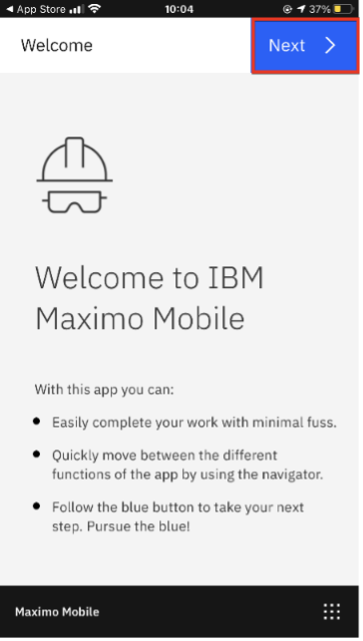 App Store 10:04 37%
Welcome
Next
Welcome to IBM
Maximo Mobile
With this app you can:
Easily complete your work with minimal fuss.
Quickly move between the different
functions of the app by using the navigator.
Follow the blue button to take your next
step. Pursue the blue!
Maximo Mobile